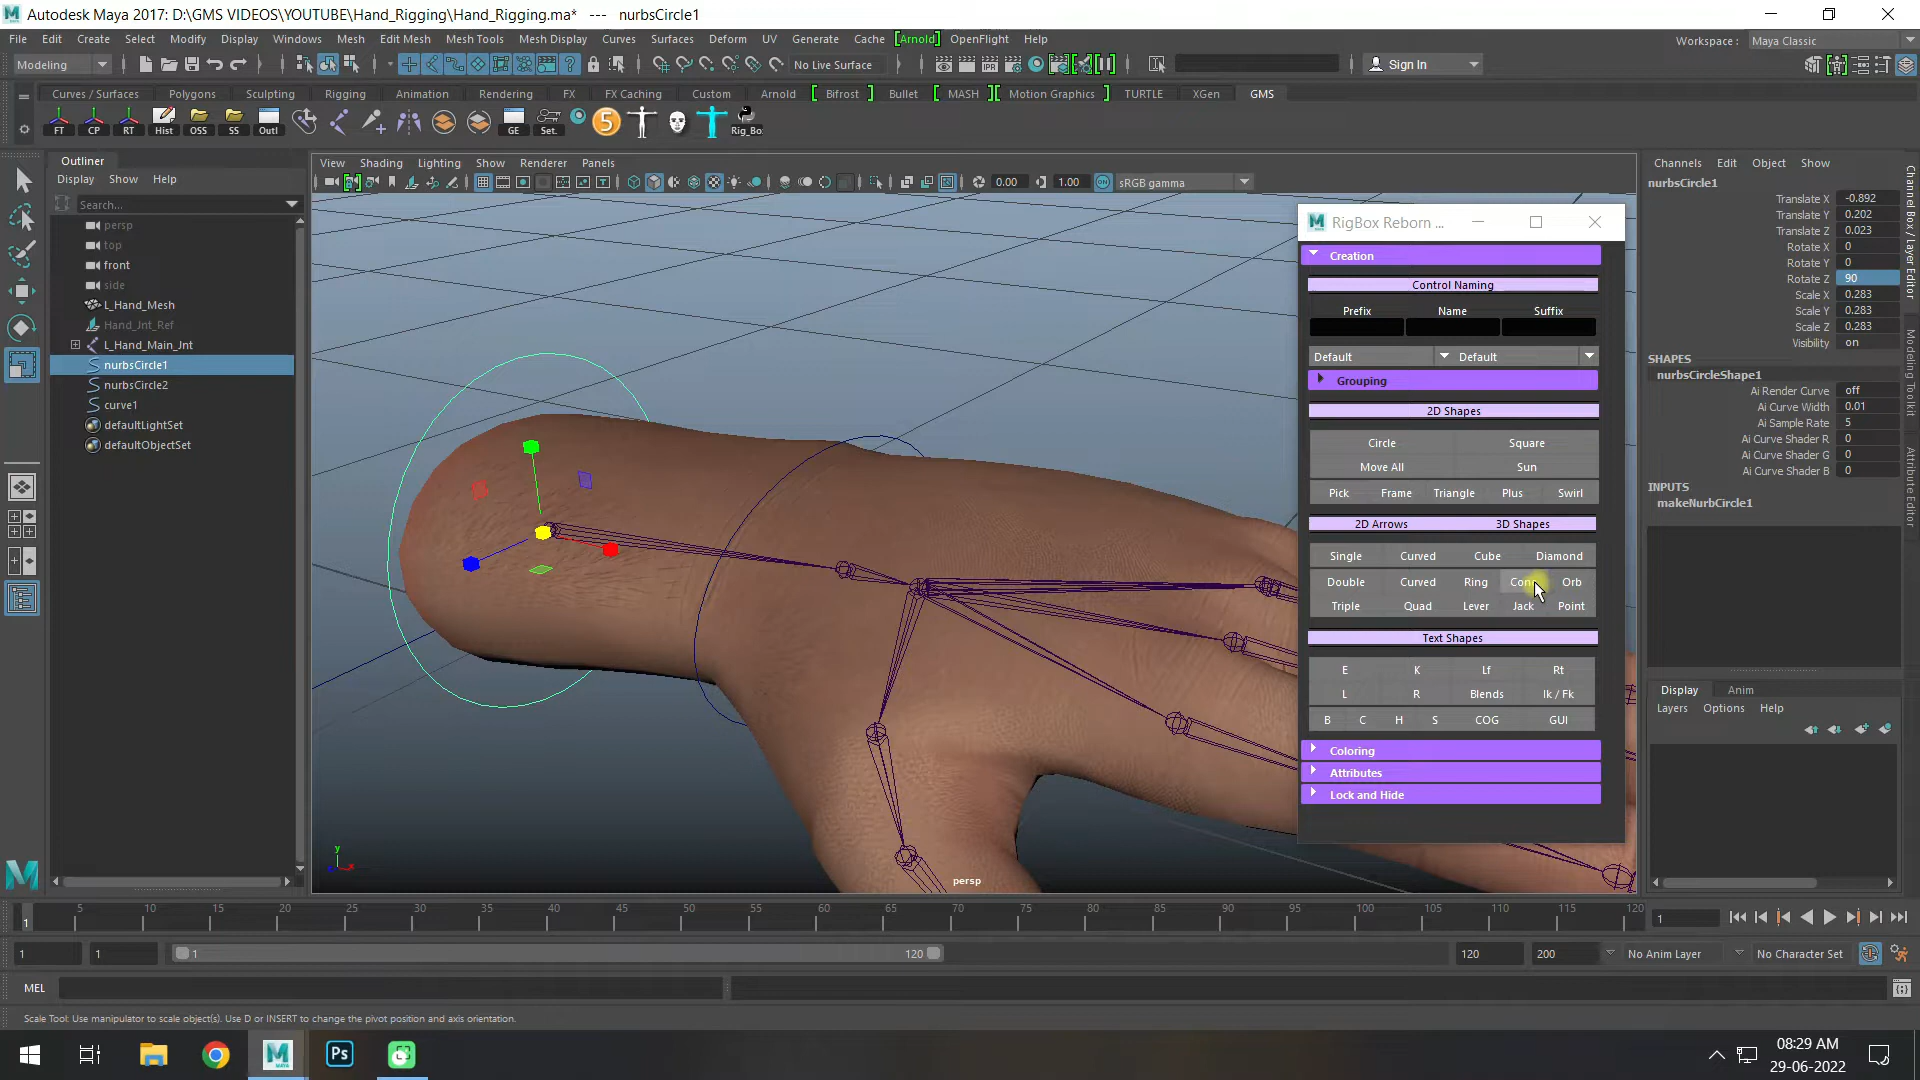 Autodesk Maya 2017: D:\GMS VIDEOS\YOUTUBE\Hand_Rigging\Hand_Rigging.ma* --- nurbsCircle1
File Edit Create Select Modify Display Windows Mesh Edit Mesh Mesh Tools Mesh Display Curves Surfaces Deform UV Generate Cache [Arnold] OpenFlight Help
Workspace : Maya Classic
Modeling
No Live Surface
Sign In
Curves / Surfaces Polygons Sculpting Rigging Animation Rendering FX FX Caching Custom Arnold [ Bifrost ] Bullet [ MASH ][ Motion Graphics ] TURTLE XGen GMS
FT CP RT Hist OSS SS Outl GE Set. 5 Rig_Bo
Outliner
Display Show Help
Search...
persp
top
front
side
L_Hand_Mesh
Hand_Jnt_Ref
L_Hand_Main_Jnt
nurbsCircle1
nurbsCircle2
curve1
defaultLightSet
defaultObjectSet
View Shading Lighting Show Renderer Panels
0.00 1.00 sRGB gamma
persp
y
x
RigBox Reborn ...
Creation
Control Naming
Prefix Name Suffix
Default Default
Grouping
2D Shapes
Circle Square
Move All Sun
Pick Frame Triangle Plus Swirl
2D Arrows 3D Shapes
Single Curved Cube Diamond
Double Curved Ring Orb
Triple Quad Lever Jack Point
Text Shapes
E K Lf Rt
L R Blends Ik / Fk
B C H S COG GUI
Coloring
Attributes
Lock and Hide
Channels Edit Object Show
nurbsCircle1
Translate X -0.892
Translate Y 0.202
Translate Z 0.023
Rotate X 0
Rotate Y 0
Rotate Z 90
Scale X 0.283
Scale Y 0.283
Scale Z 0.283
Visibility on
SHAPES
nurbsCircleShape1
Ai Render Curve off
Ai Curve Width 0.01
Ai Sample Rate 5
Ai Curve Shader R 0
Ai Curve Shader G 0
Ai Curve Shader B 0
INPUTS
makeNurbCircle1
Display Anim
Layers Options Help
Channel Box / Layer Editor
Modeling Toolkit
Attribute Editor
5 10 15 20 25 30 35 40 45 50 55 60 65 70 75 80 85 90 95 100 105 110 115 120
1
1
1 1 1 120 120 200 No Anim Layer No Character Set
MEL
Scale Tool: Use manipulator to scale object(s). Use D or INSERT to change the pivot position and axis orientation.
MAYA
Ps
08:29 AM
29-06-2022